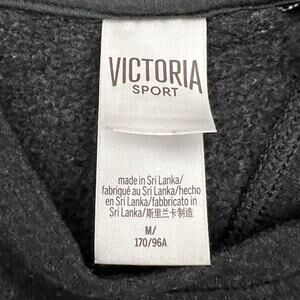 VICTORIA
SPORT
made in Sri Lanka/
fabriqué au Sri Lanka/hecho
en Sri Lanka/fabbricato in
Sri Lanka/斯里兰卡制造
M/
170/96A